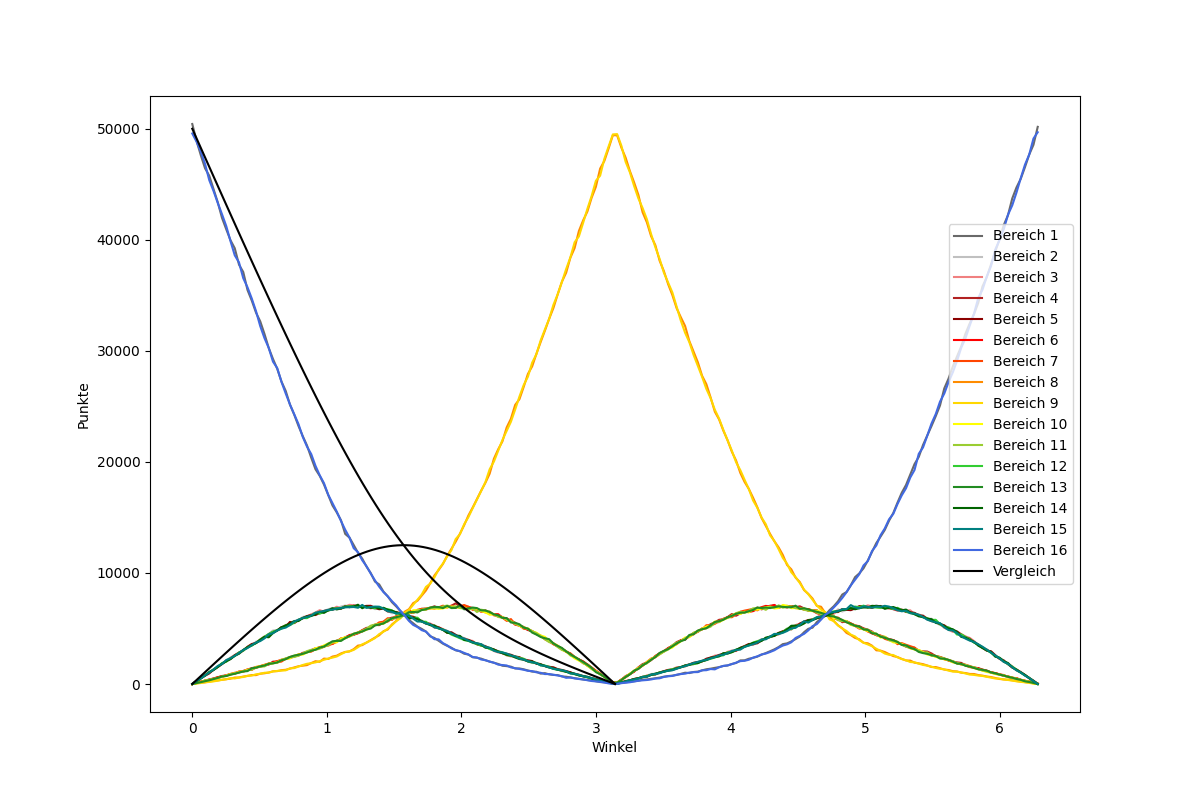 50000
40000
30000
20000
10000
0
Punkte
0 1 2 3 4 5 6
Winkel
Bereich 1
Bereich 2
Bereich 3
Bereich 4
Bereich 5
Bereich 6
Bereich 7
Bereich 8
Bereich 9
Bereich 10
Bereich 11
Bereich 12
Bereich 13
Bereich 14
Bereich 15
Bereich 16
Vergleich